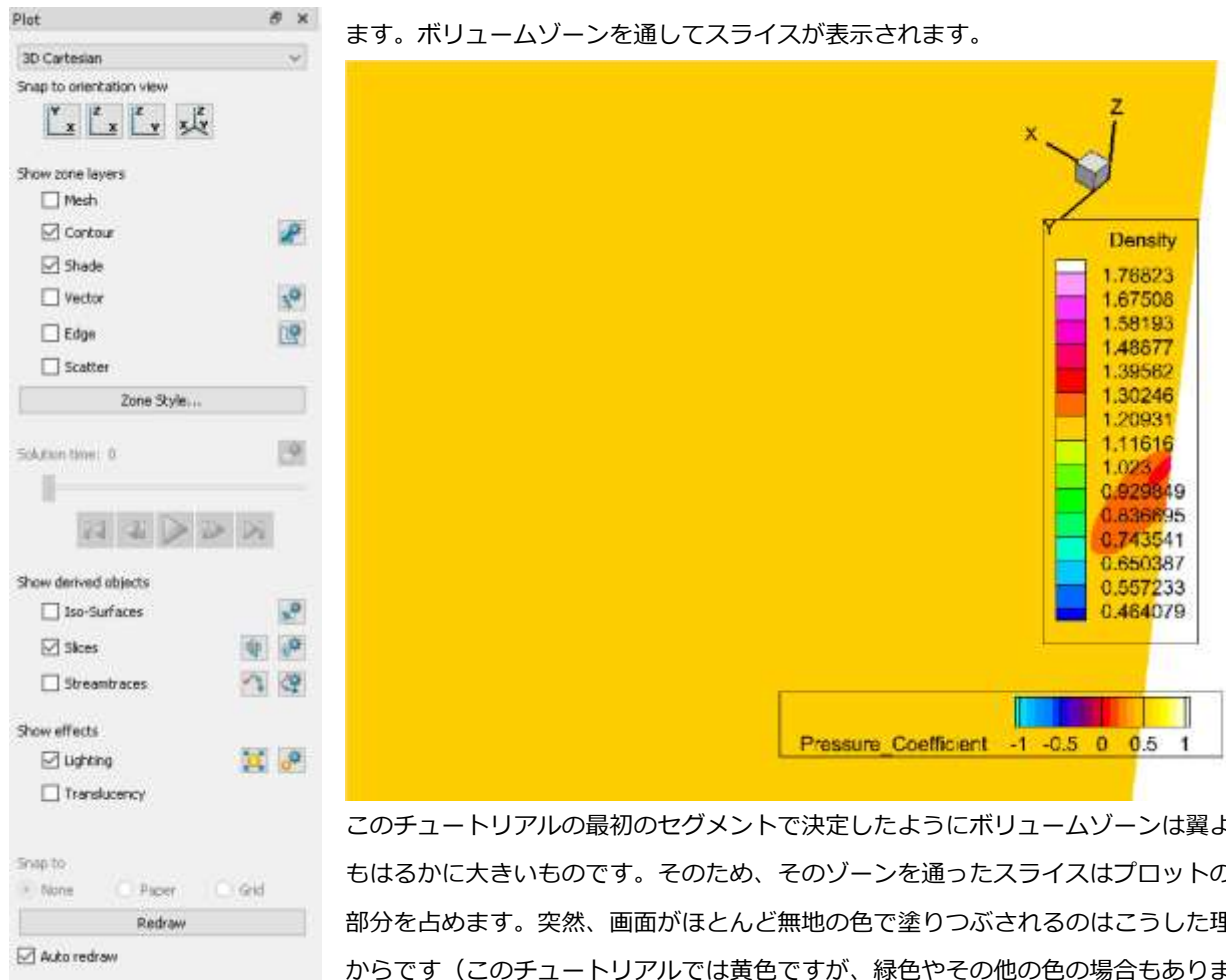 Plot
3D Cartesian
Snap to orientation view
Y X Z X Z Y Z X Y
Show zone layers
Mesh
Contour
Shade
Vector
Edge
Scatter
Zone Style...
Solution time: 0
Show derived objects
Iso-Surfaces
Slices
Streamtraces
Show effects
Lighting
Translucency
Snap to
None Paper Grid
Redraw
Auto redraw
ます。ボリュームゾーンを通してスライスが表示されます。
Z
X
Y
Density
1.76823
1.67508
1.58193
1.48877
1.39562
1.30246
1.20931
1.11616
1.023
0.929849
0.836695
0.743541
0.650387
0.557233
0.464079
Pressure_Coefficient -1 -0.5 0 0.5 1
このチュートリアルの最初のセグメントで決定したようにボリュームゾーンは翼よ
もはるかに大きいものです。そのため、そのゾーンを通ったスライスはプロットの
部分を占めます。突然、画面がほとんど無地の色で塗りつぶされるのはこうした理
からです（このチュートリアルでは黄色ですが、緑色やその他の色の場合もありま